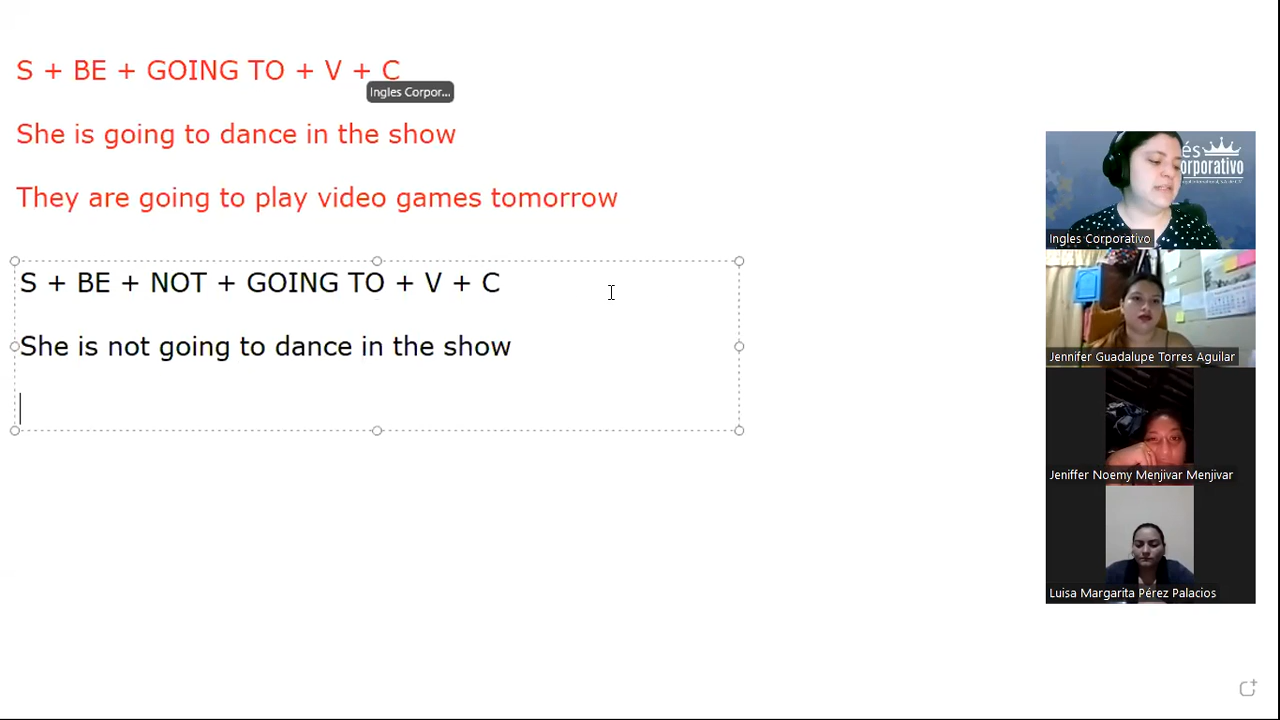 S + BE + GOING TO + V + C
Ingles Corpor...
She is going to dance in the show
They are going to play video games tomorrow
S + BE + NOT + GOING TO + V + C
She is not going to dance in the show
és
orporativo
Ingles Corporativo
Jennifer Guadalupe Torres Aguilar
Jeniffer Noemy Menjivar Menjivar
Luisa Margarita Pérez Palacios